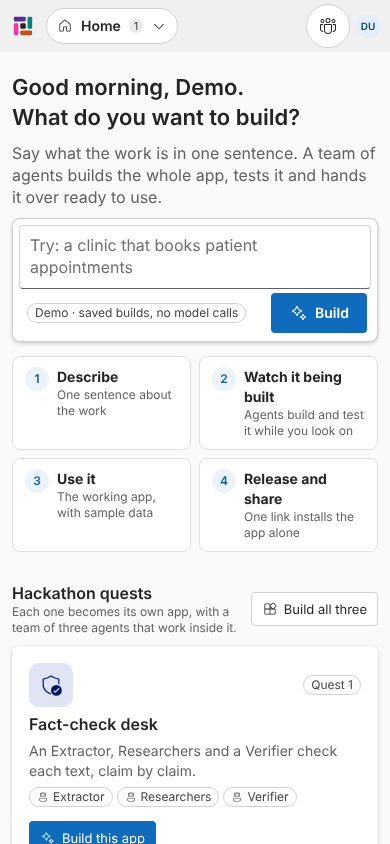 Home 1
DU
Good morning, Demo.
What do you want to build?
Say what the work is in one sentence. A team of
agents builds the whole app, tests it and hands
it over ready to use.
Try: a clinic that books patient
appointments
Demo · saved builds, no model calls
Build
1 Describe
One sentence about
the work
2 Watch it being
built
Agents build and test
it while you look on
3 Use it
The working app,
with sample data
4 Release and
share
One link installs the
app alone
Hackathon quests
Each one becomes its own app, with a
team of three agents that work inside it.
Build all three
Quest 1
Fact-check desk
An Extractor, Researchers and a Verifier check
each text, claim by claim.
Extractor Researchers Verifier
Build this app